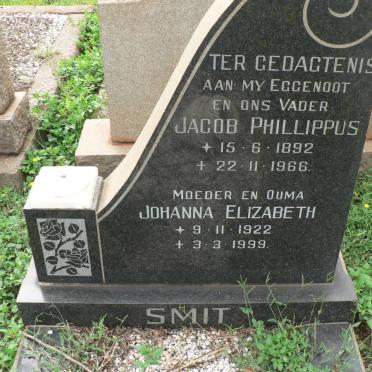 TER GEDAGTENIS
AAN MY EGGENOOT
EN ONS VADER
JACOB PHILLIPPUS
* 15·6·1892
+ 22·11·1966.
MOEDER EN OUMA
JOHANNA ELIZABETH
* 9·11·1922
+ 3·3·1999.
SMIT